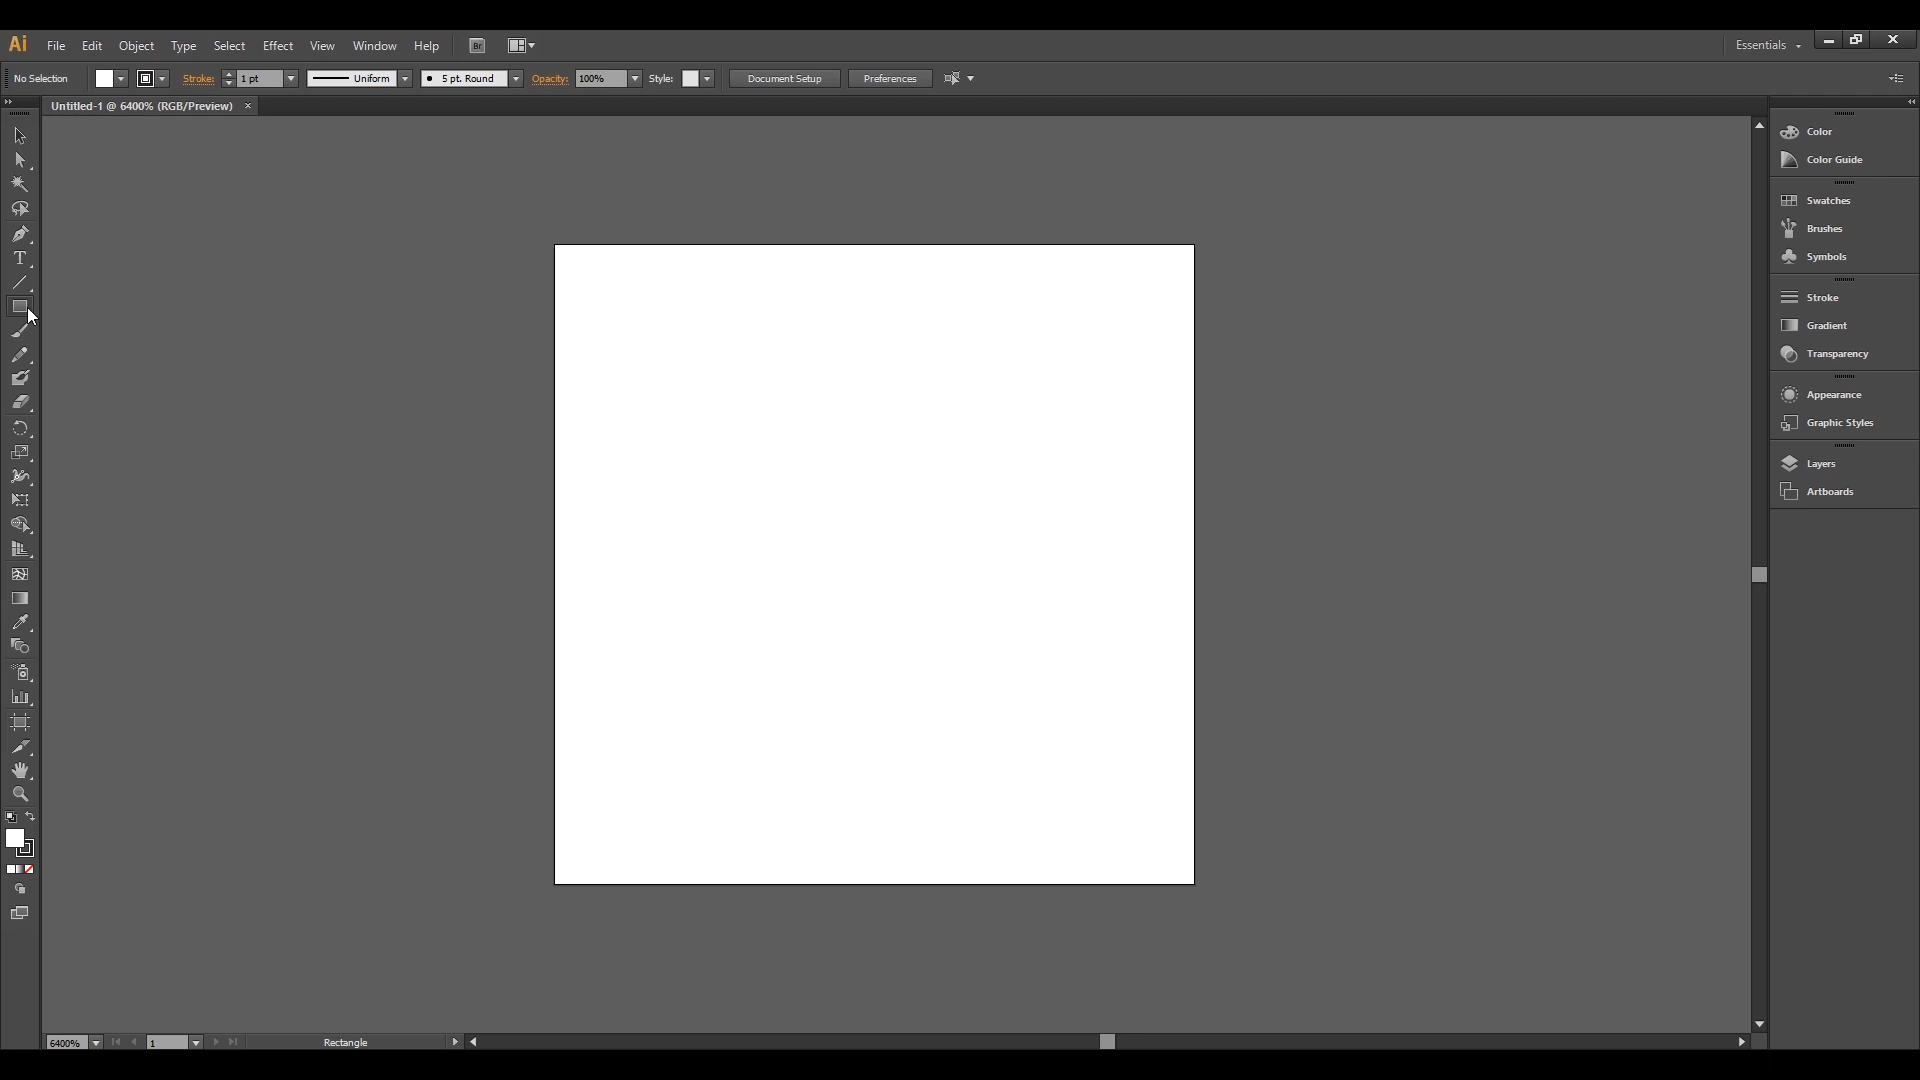 Ai File Edit Object Type Select Effect View Window Help Br Essentials
No Selection Stroke: 1 pt Uniform 5 pt. Round Opacity: 100% Style: Document Setup Preferences
Untitled-1 @ 6400% (RGB/Preview)
T
Color
Color Guide
Swatches
Brushes
Symbols
Stroke
Gradient
Transparency
Appearance
Graphic Styles
Layers
Artboards
6400% 1 Rectangle